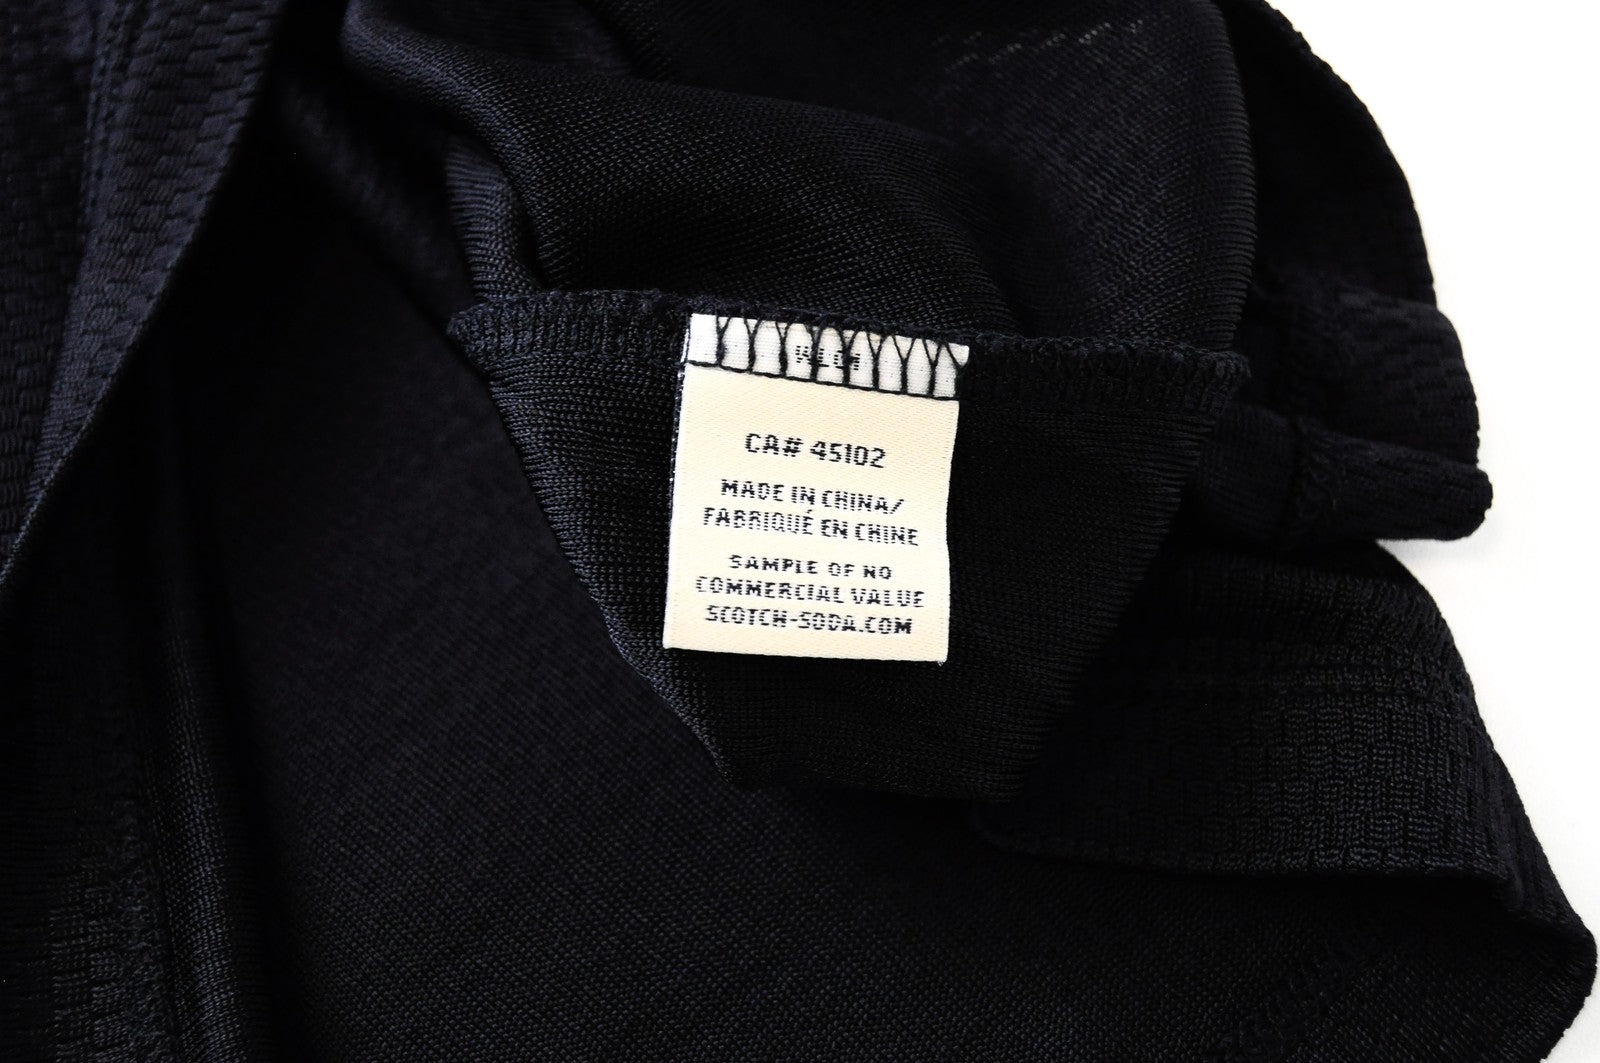 CA# 45102
MADE IN CHINA/
FABRIQUÉ EN CHINE
SAMPLE OF NO
COMMERCIAL VALUE
SCOTCH-SODA.COM